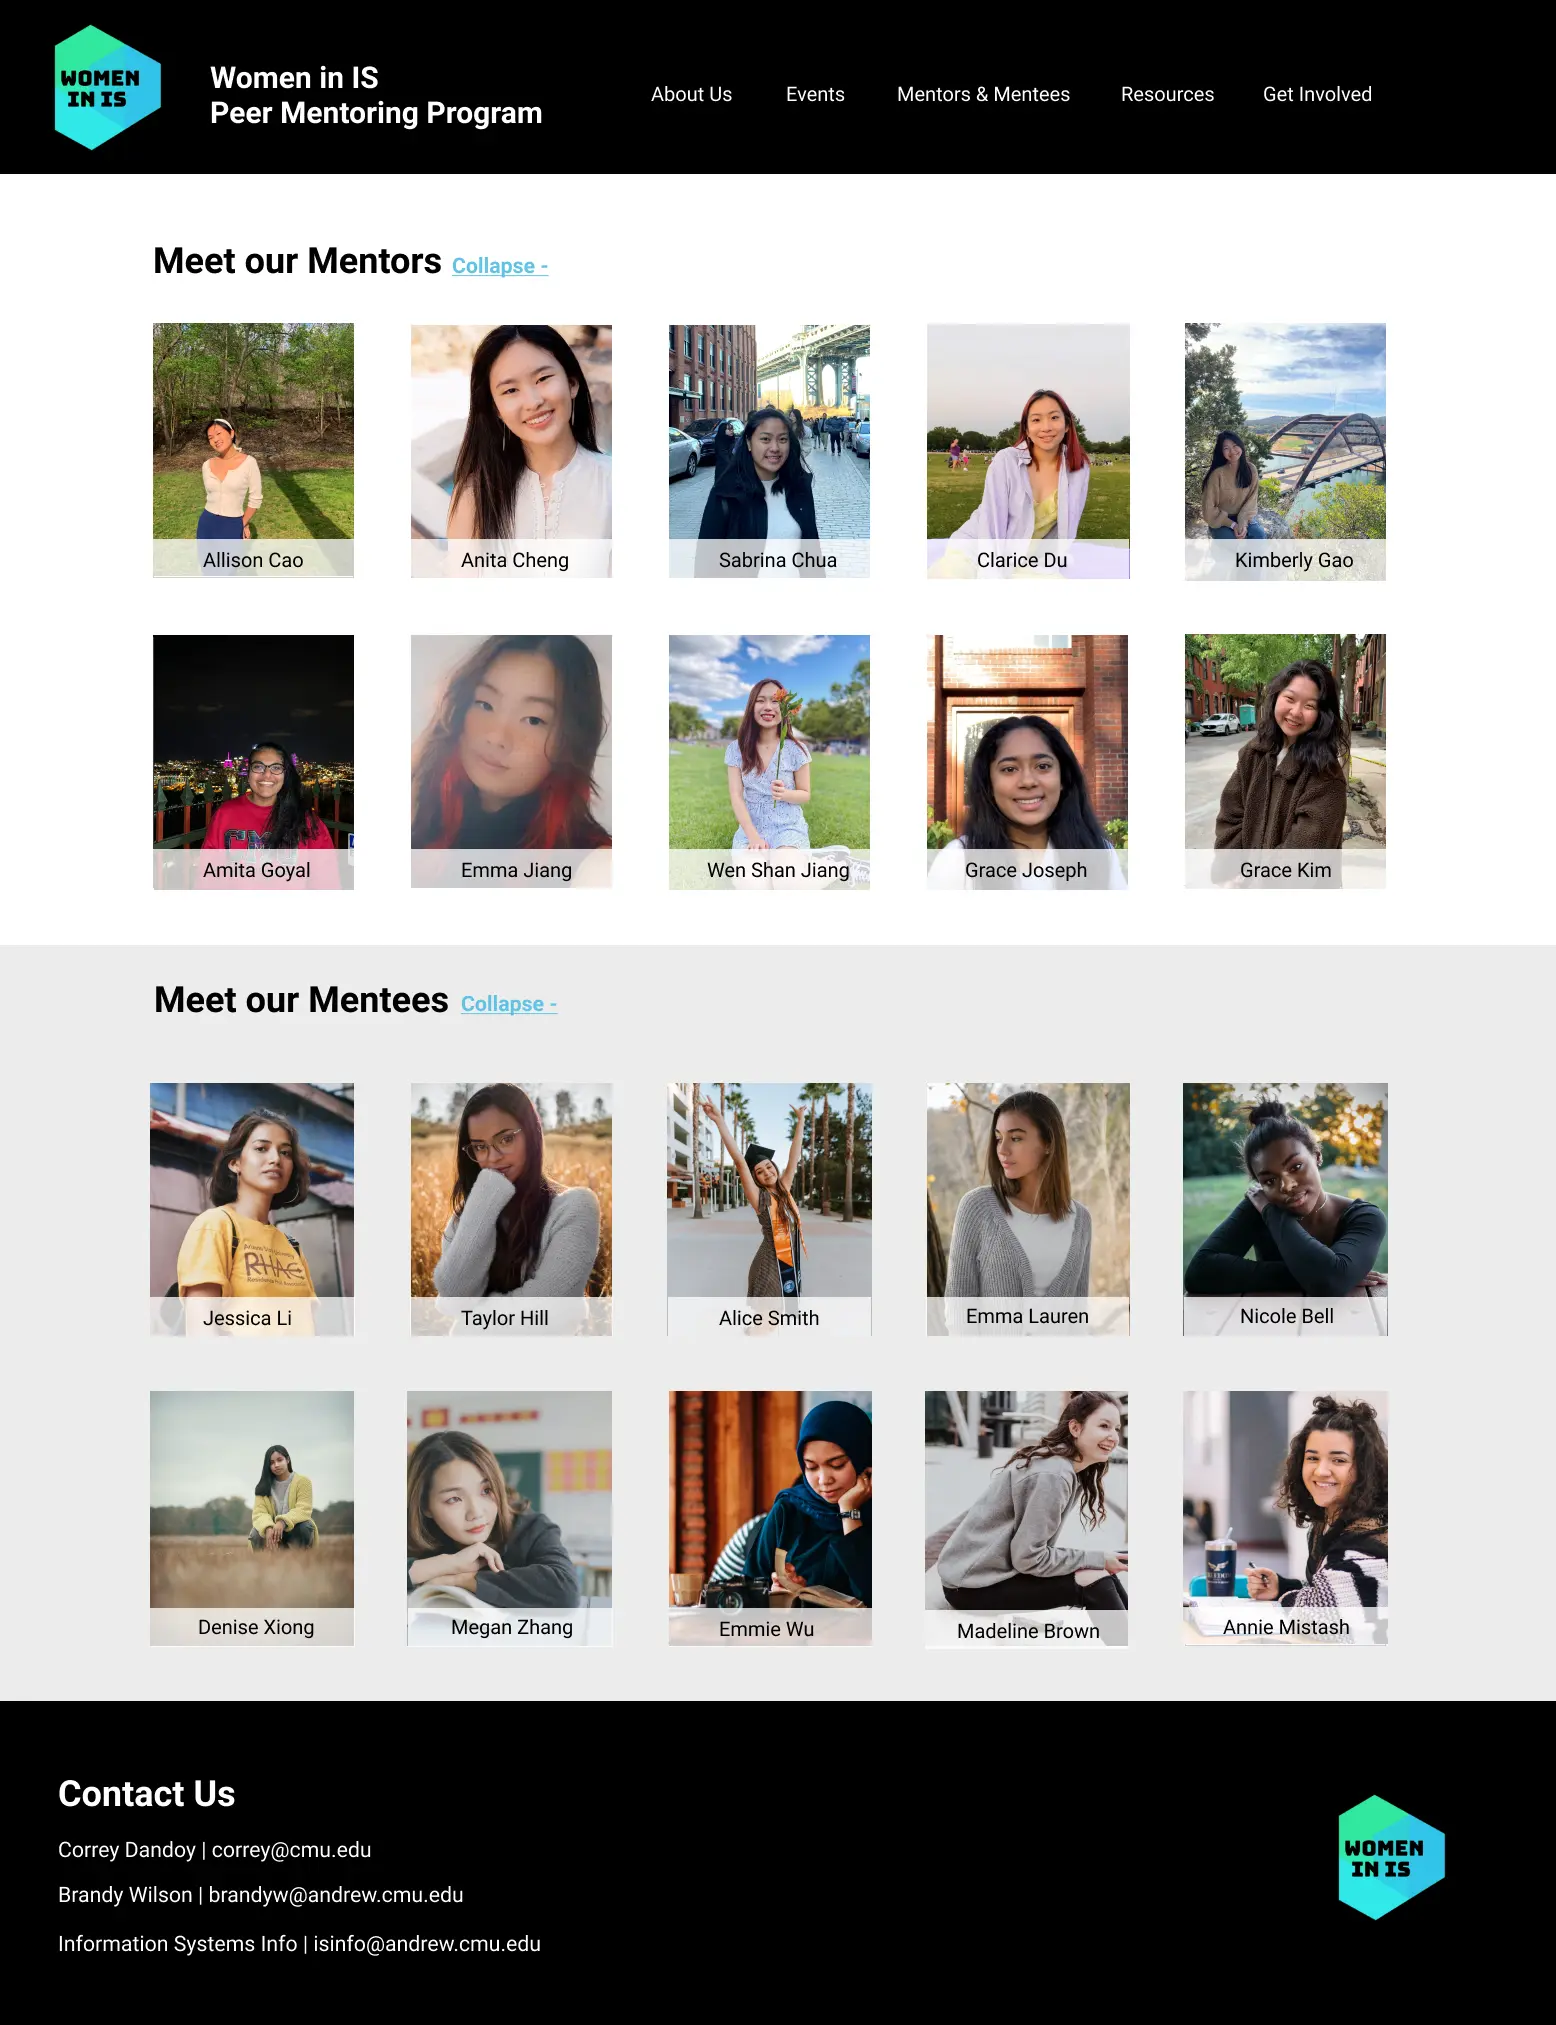 WOMEN
IN IS
Women in IS
Peer Mentoring Program
About Us Events Mentors & Mentees Resources Get Involved
Meet our Mentors Collapse -
Allison Cao Anita Cheng Sabrina Chua Clarice Du Kimberly Gao
Amita Goyal Emma Jiang Wen Shan Jiang Grace Joseph Grace Kim
Meet our Mentees Collapse -
RHA
Jessica Li Taylor Hill Alice Smith Emma Lauren Nicole Bell
Denise Xiong Megan Zhang Emmie Wu Madeline Brown Annie Mistash
Contact Us
Correy Dandoy | correy@cmu.edu
Brandy Wilson | brandyw@andrew.cmu.edu
Information Systems Info | isinfo@andrew.cmu.edu
WOMEN
IN IS